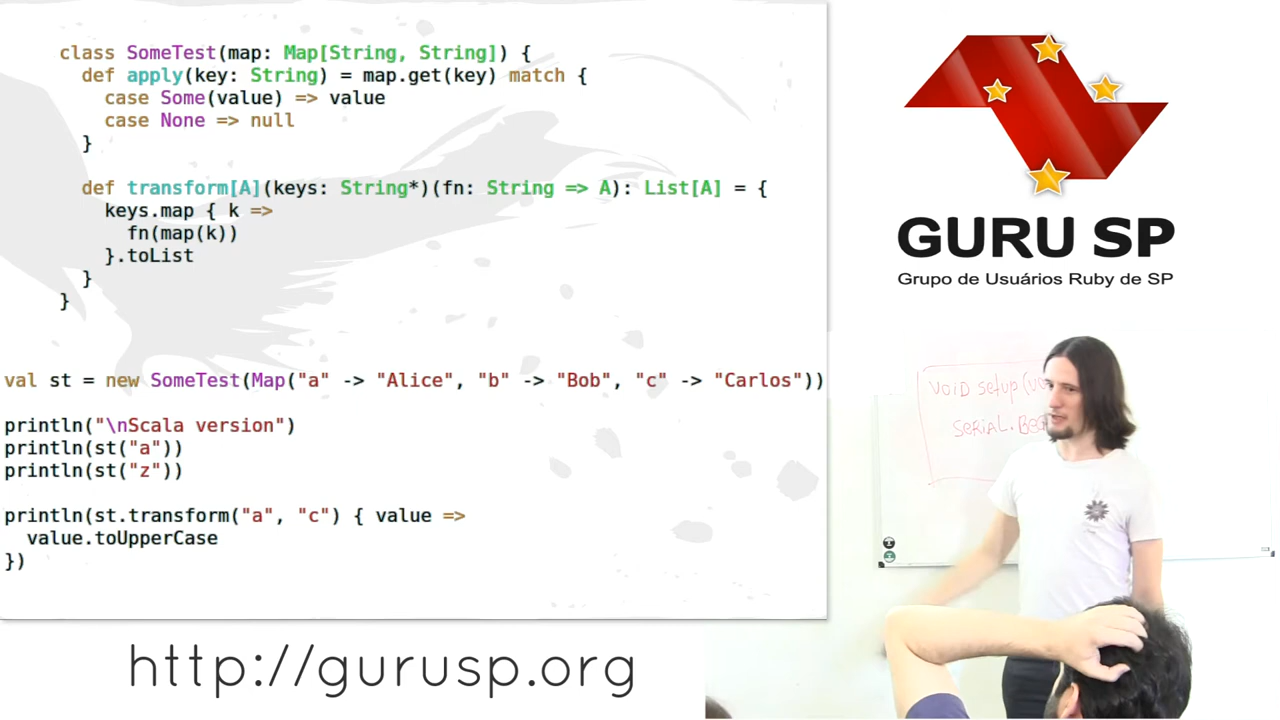 class SomeTest(map: Map[String, String]) {
def apply(key: String) = map.get(key) match {
case Some(value) => value
case None => null
}
def transform[A](keys: String*)(fn: String => A): List[A] = {
keys.map { k =>
fn(map(k))
}.toList
}
}
val st = new SomeTest(Map("a" -> "Alice", "b" -> "Bob", "c" -> "Carlos"))
println("\nScala version")
println(st("a"))
println(st("z"))
println(st.transform("a", "c") { value =>
value.toUpperCase
})
GURU SP
Grupo de Usuários Ruby de SP
void setup (
Serial.
http://gurusp.org